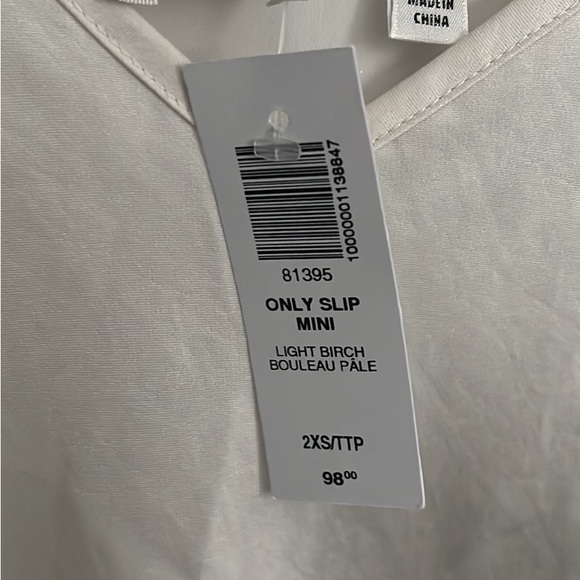 MADE IN
CHINA
10000001138847
81395
ONLY SLIP
MINI
LIGHT BIRCH
BOULEAU PÂLE
2XS/TTP
98⁰⁰